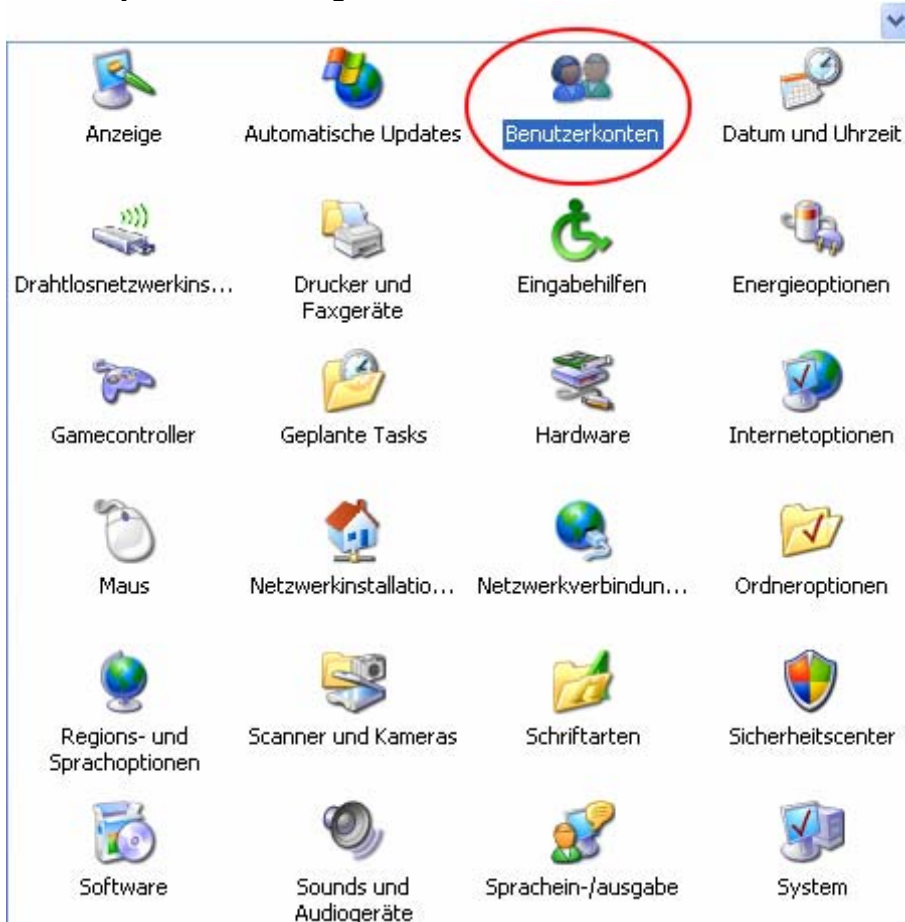 Anzeige
Automatische Updates
Benutzerkonten
Datum und Uhrzeit
Drahtlosnetzwerkins...
Drucker und
Faxgeräte
Eingabehilfen
Energieoptionen
Gamecontroller
Geplante Tasks
Hardware
Internetoptionen
Maus
Netzwerkinstallatio...
Netzwerkverbindun...
Ordneroptionen
Regions- und
Sprachoptionen
Scanner und Kameras
Schriftarten
Sicherheitscenter
Software
Sounds und
Audiogeräte
Sprachein-/ausgabe
System